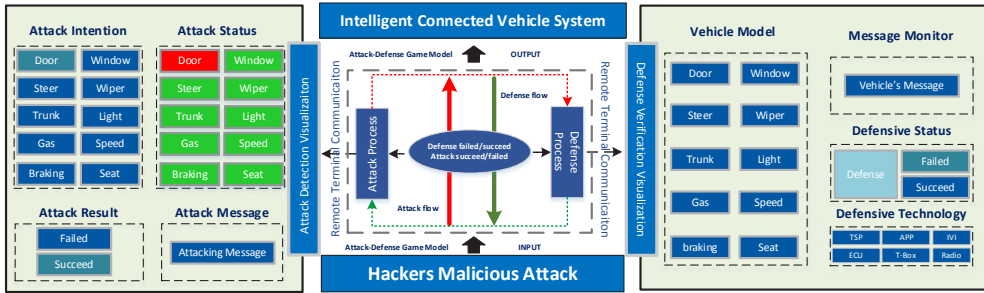 Attack Intention
Door
Window
Steer
Wiper
Trunk
Light
Gas
Speed
Braking
Seat
Attack Status
Door
Window
Steer
Wiper
Trunk
Light
Gas
Speed
Braking
Seat
Attack Result
Failed
Succeed
Attack Message
Attacking Message
Attack Detection Visualizaiton
Intelligent Connected Vehicle System
Attack-Defense Game Model
OUTPUT
Remote Terminal Communicaiton
Attack Process
Defense flow
Defense failed/succeed
Attack succeed/failed
Attack flow
Defense Process
Remote Terminal Communicaiton
Attack-Defense Game Model
INPUT
Hackers Malicious Attack
Defense Verification Visualization
Vehicle Model
Door
Window
Steer
Wiper
Trunk
Light
Gas
Speed
braking
Seat
Message Monitor
Vehicle's Message
Defensive Status
Defense
Failed
Succeed
Defensive Technology
TSP
APP
IVI
ECU
T-Box
Radio